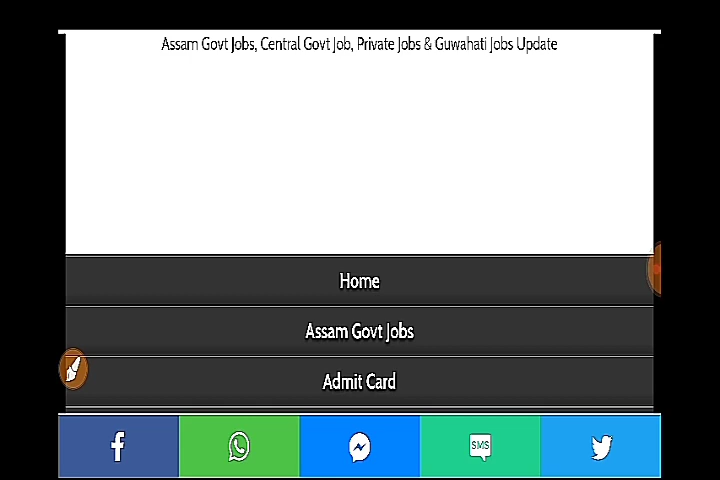 Assam Govt Jobs, Central Govt Job, Private Jobs & Guwahati Jobs Update
Home
Assam Govt Jobs
Admit Card
SMS